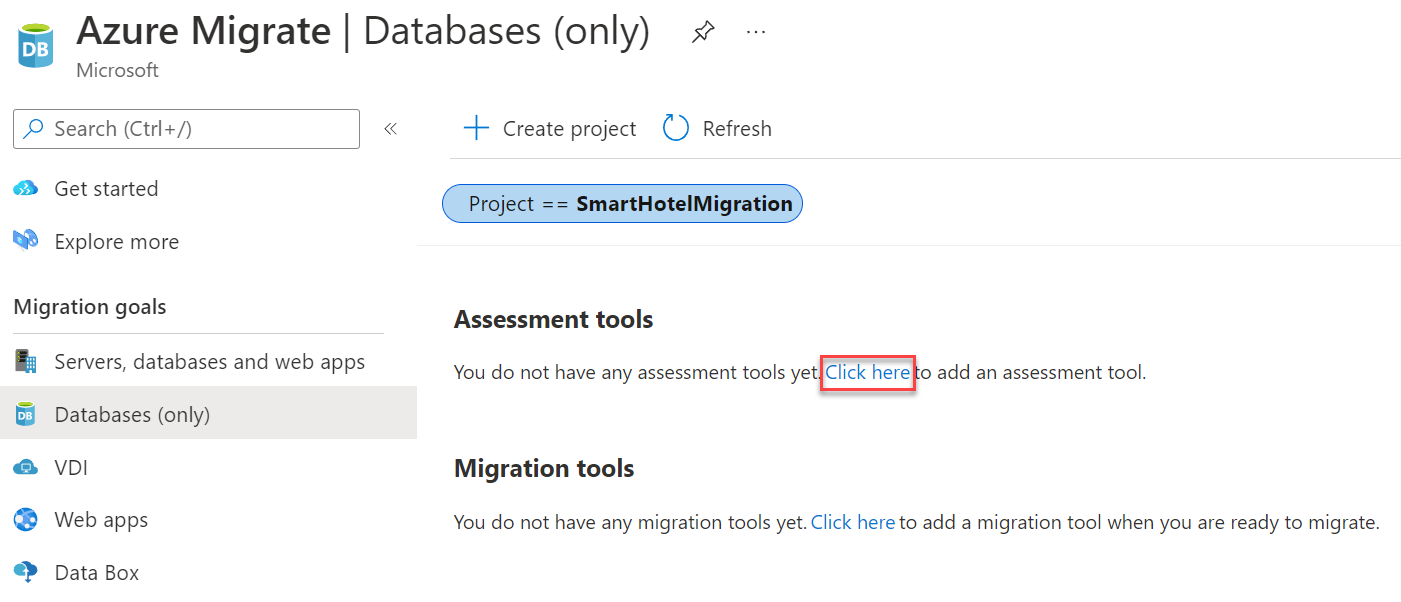 Azure Migrate | Databases (only)
...
DB
Microsoft
Search (Ctrl+/)
«
Create project
Refresh
Get started
Project == SmartHotelMigration
Explore more
Migration goals
Servers, databases and web apps
DB
Databases (only)
VDI
Web apps
Data Box
Assessment tools
You do not have any assessment tools yet. Click here to add an assessment tool.
Migration tools
You do not have any migration tools yet. Click here to add a migration tool when you are ready to migrate.